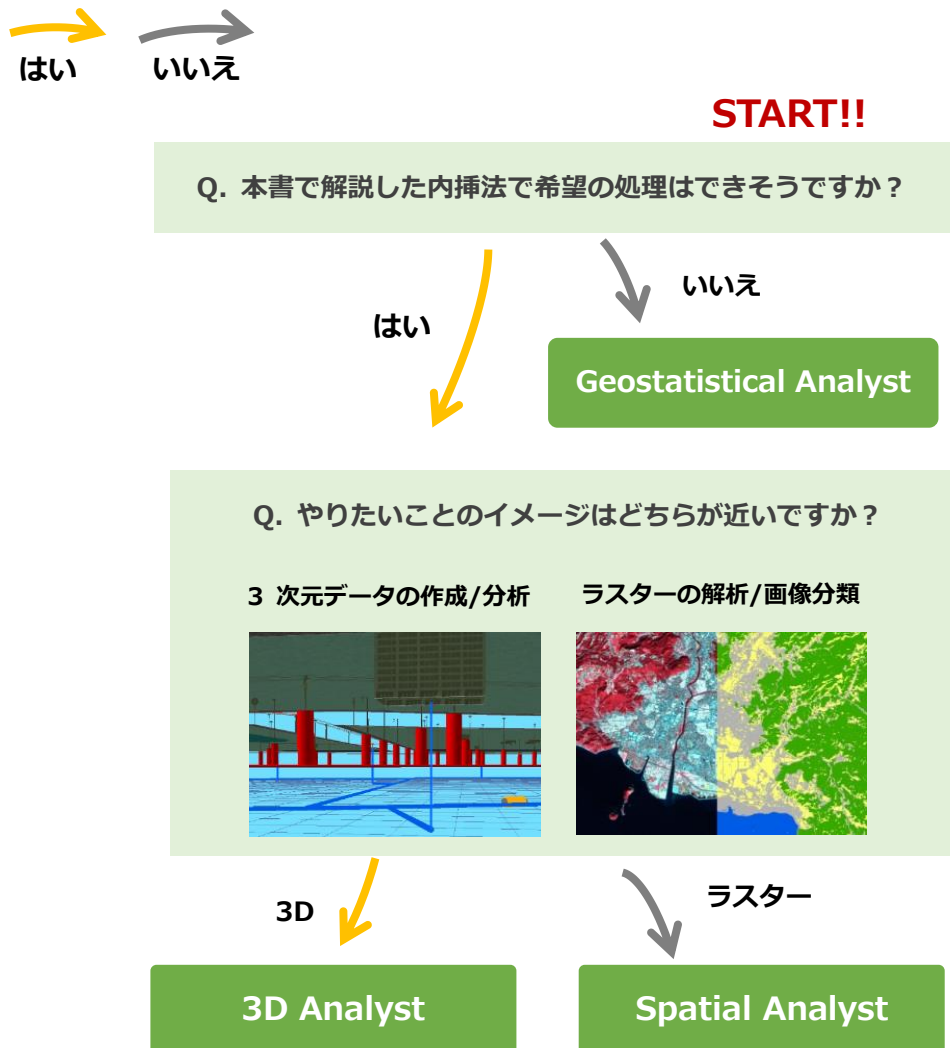 はい いいえ
START!!
Q. 本書で解説した内挿法で希望の処理はできそうですか？
いいえ
はい
Geostatistical Analyst
Q. やりたいことのイメージはどちらが近いですか？
3 次元データの作成/分析 ラスターの解析/画像分類
3D
ラスター
3D Analyst Spatial Analyst